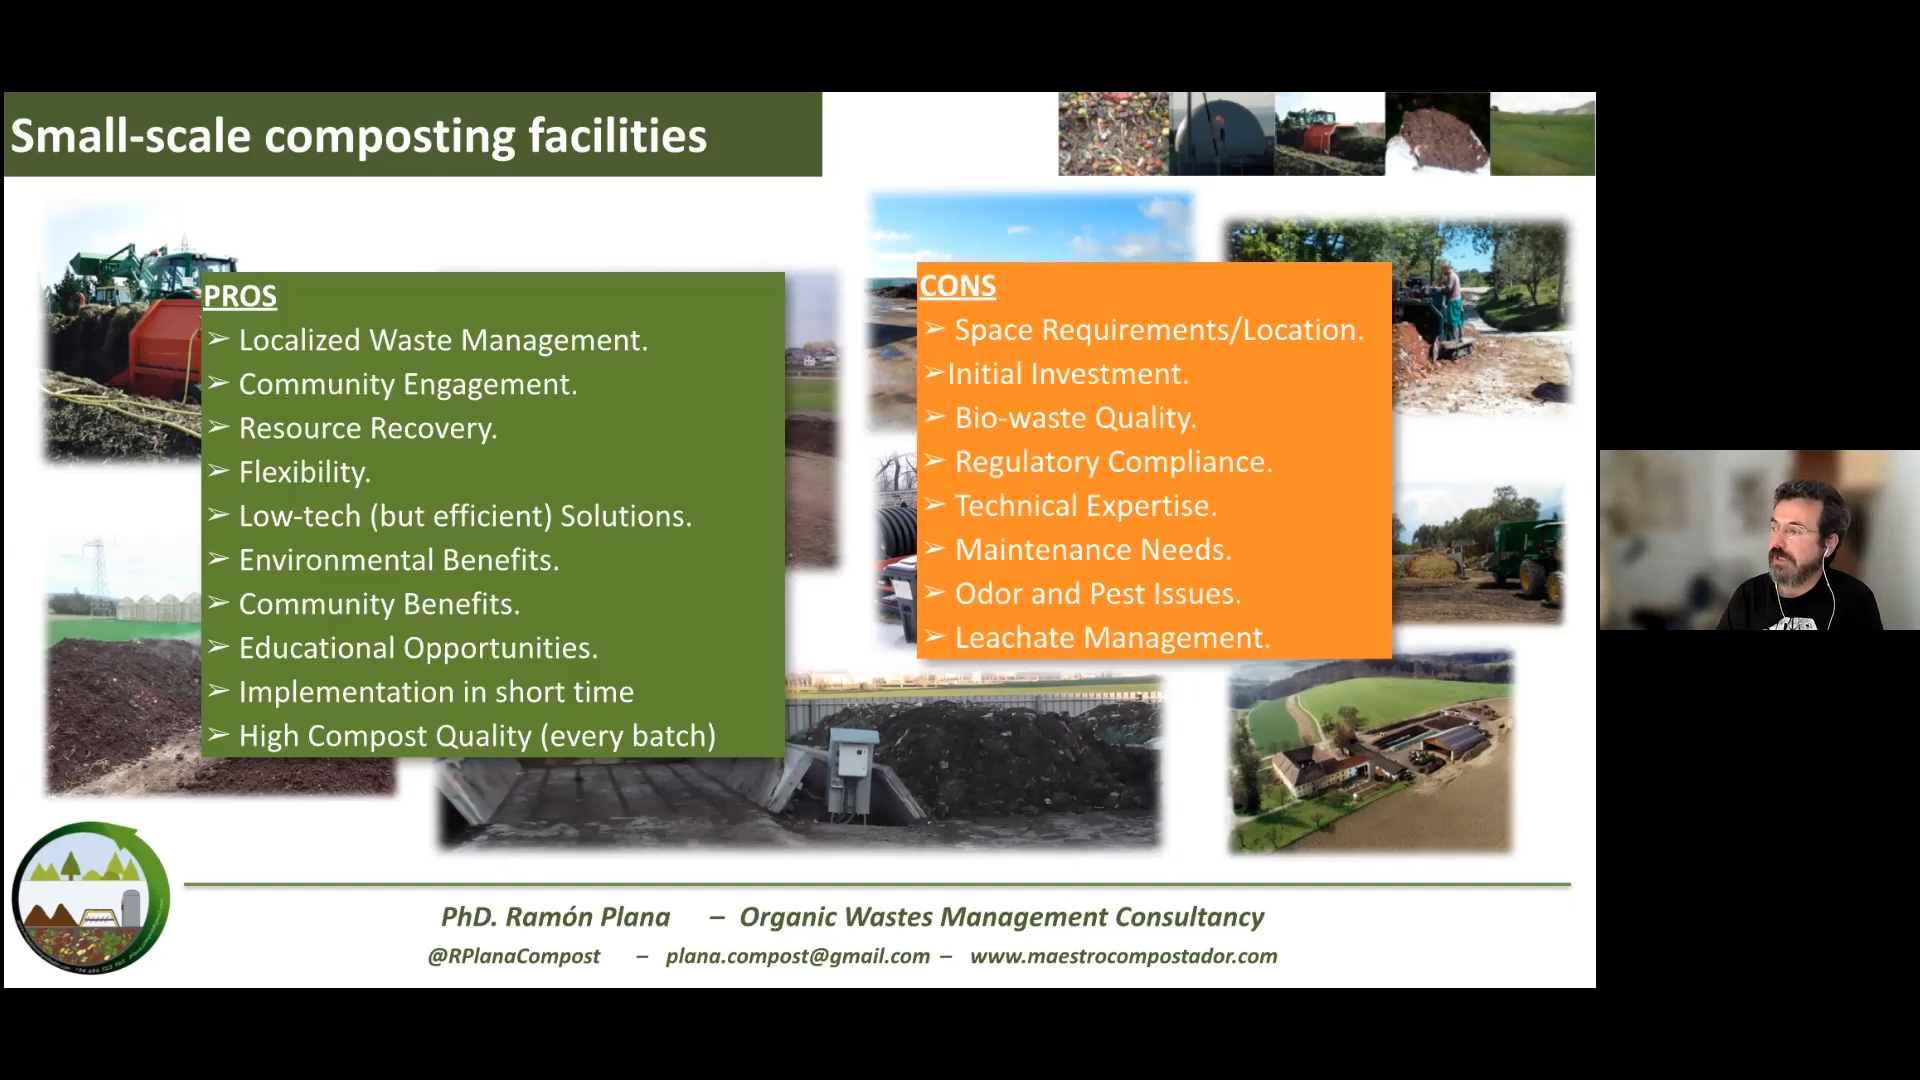 Small-scale composting facilities
PROS
➢ Localized Waste Management.
➢ Community Engagement.
➢ Resource Recovery.
➢ Flexibility.
➢ Low-tech (but efficient) Solutions.
➢ Environmental Benefits.
➢ Community Benefits.
➢ Educational Opportunities.
➢ Implementation in short time
➢ High Compost Quality (every batch)
CONS
➢ Space Requirements/Location.
➢Initial Investment.
➢ Bio-waste Quality.
➢ Regulatory Compliance.
➢ Technical Expertise.
➢ Maintenance Needs.
➢ Odor and Pest Issues.
➢ Leachate Management.
PhD. Ramón Plana – Organic Wastes Management Consultancy
@RPlanaCompost – plana.compost@gmail.com – www.maestrocompostador.com